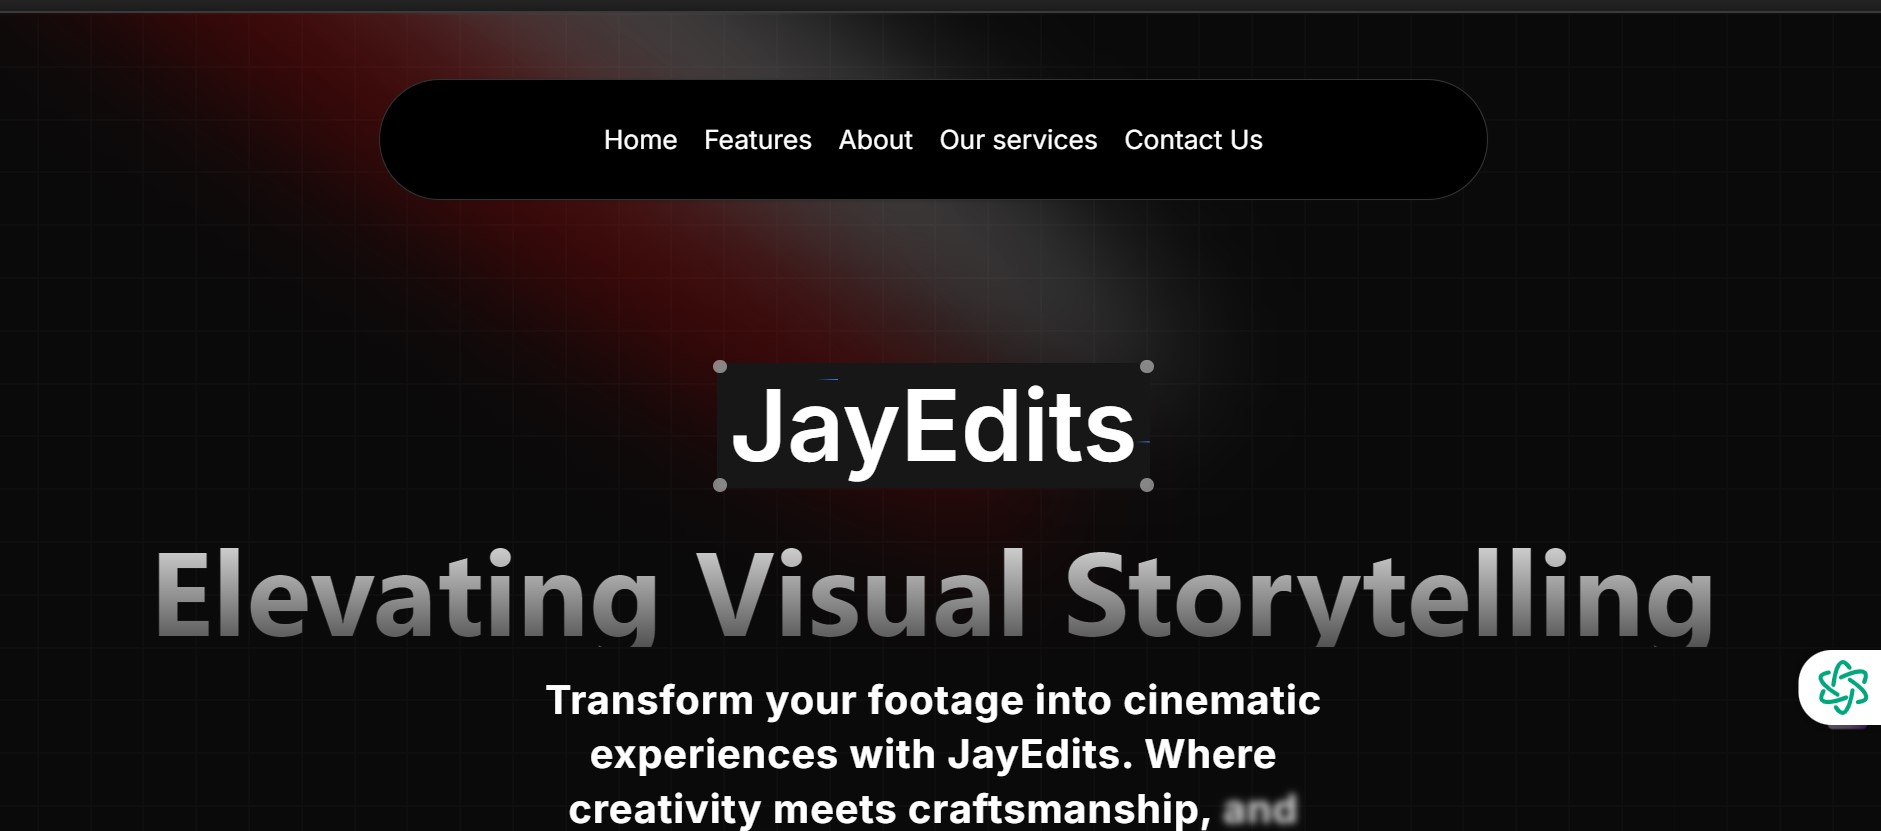 Home Features About Our services Contact Us
JayEdits
Elevating Visual Storytelling
Transform your footage into cinematic
experiences with JayEdits. Where
creativity meets craftsmanship, and